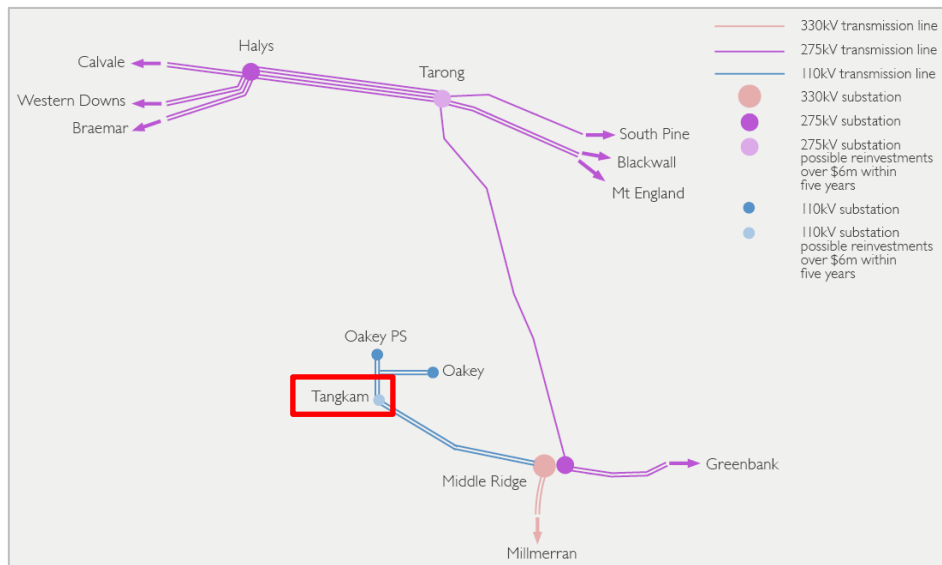 Halys
Calvale
Tarong
Western Downs
Braemar
South Pine
Blackwall
Mt England
330kV transmission line
275kV transmission line
110kV transmission line
330kV substation
275kV substation
275kV substation
possible reinvestments
over $6m within
five years
110kV substation
110kV substation
possible reinvestments
over $6m within
five years
Oakey PS
Oakey
Tangkam
Middle Ridge
Greenbank
Millmerran